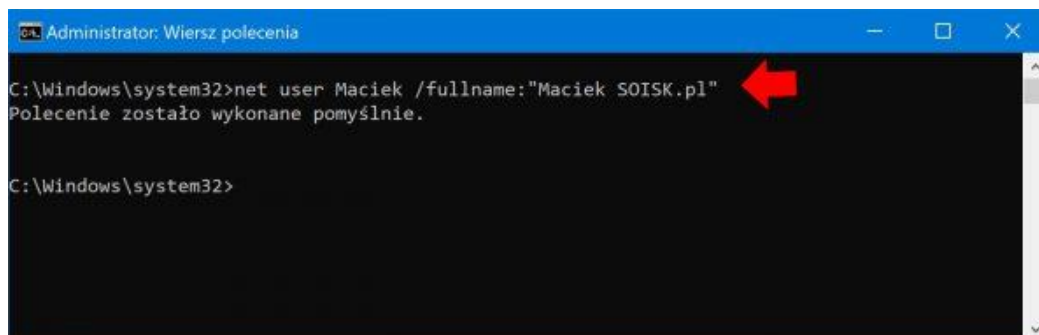 Administrator: Wiersz polecenia
C:\Windows\system32>net user Maciek /fullname:"Maciek SOISK.pl"
Polecenie zostało wykonane pomyślnie.
C:\Windows\system32>